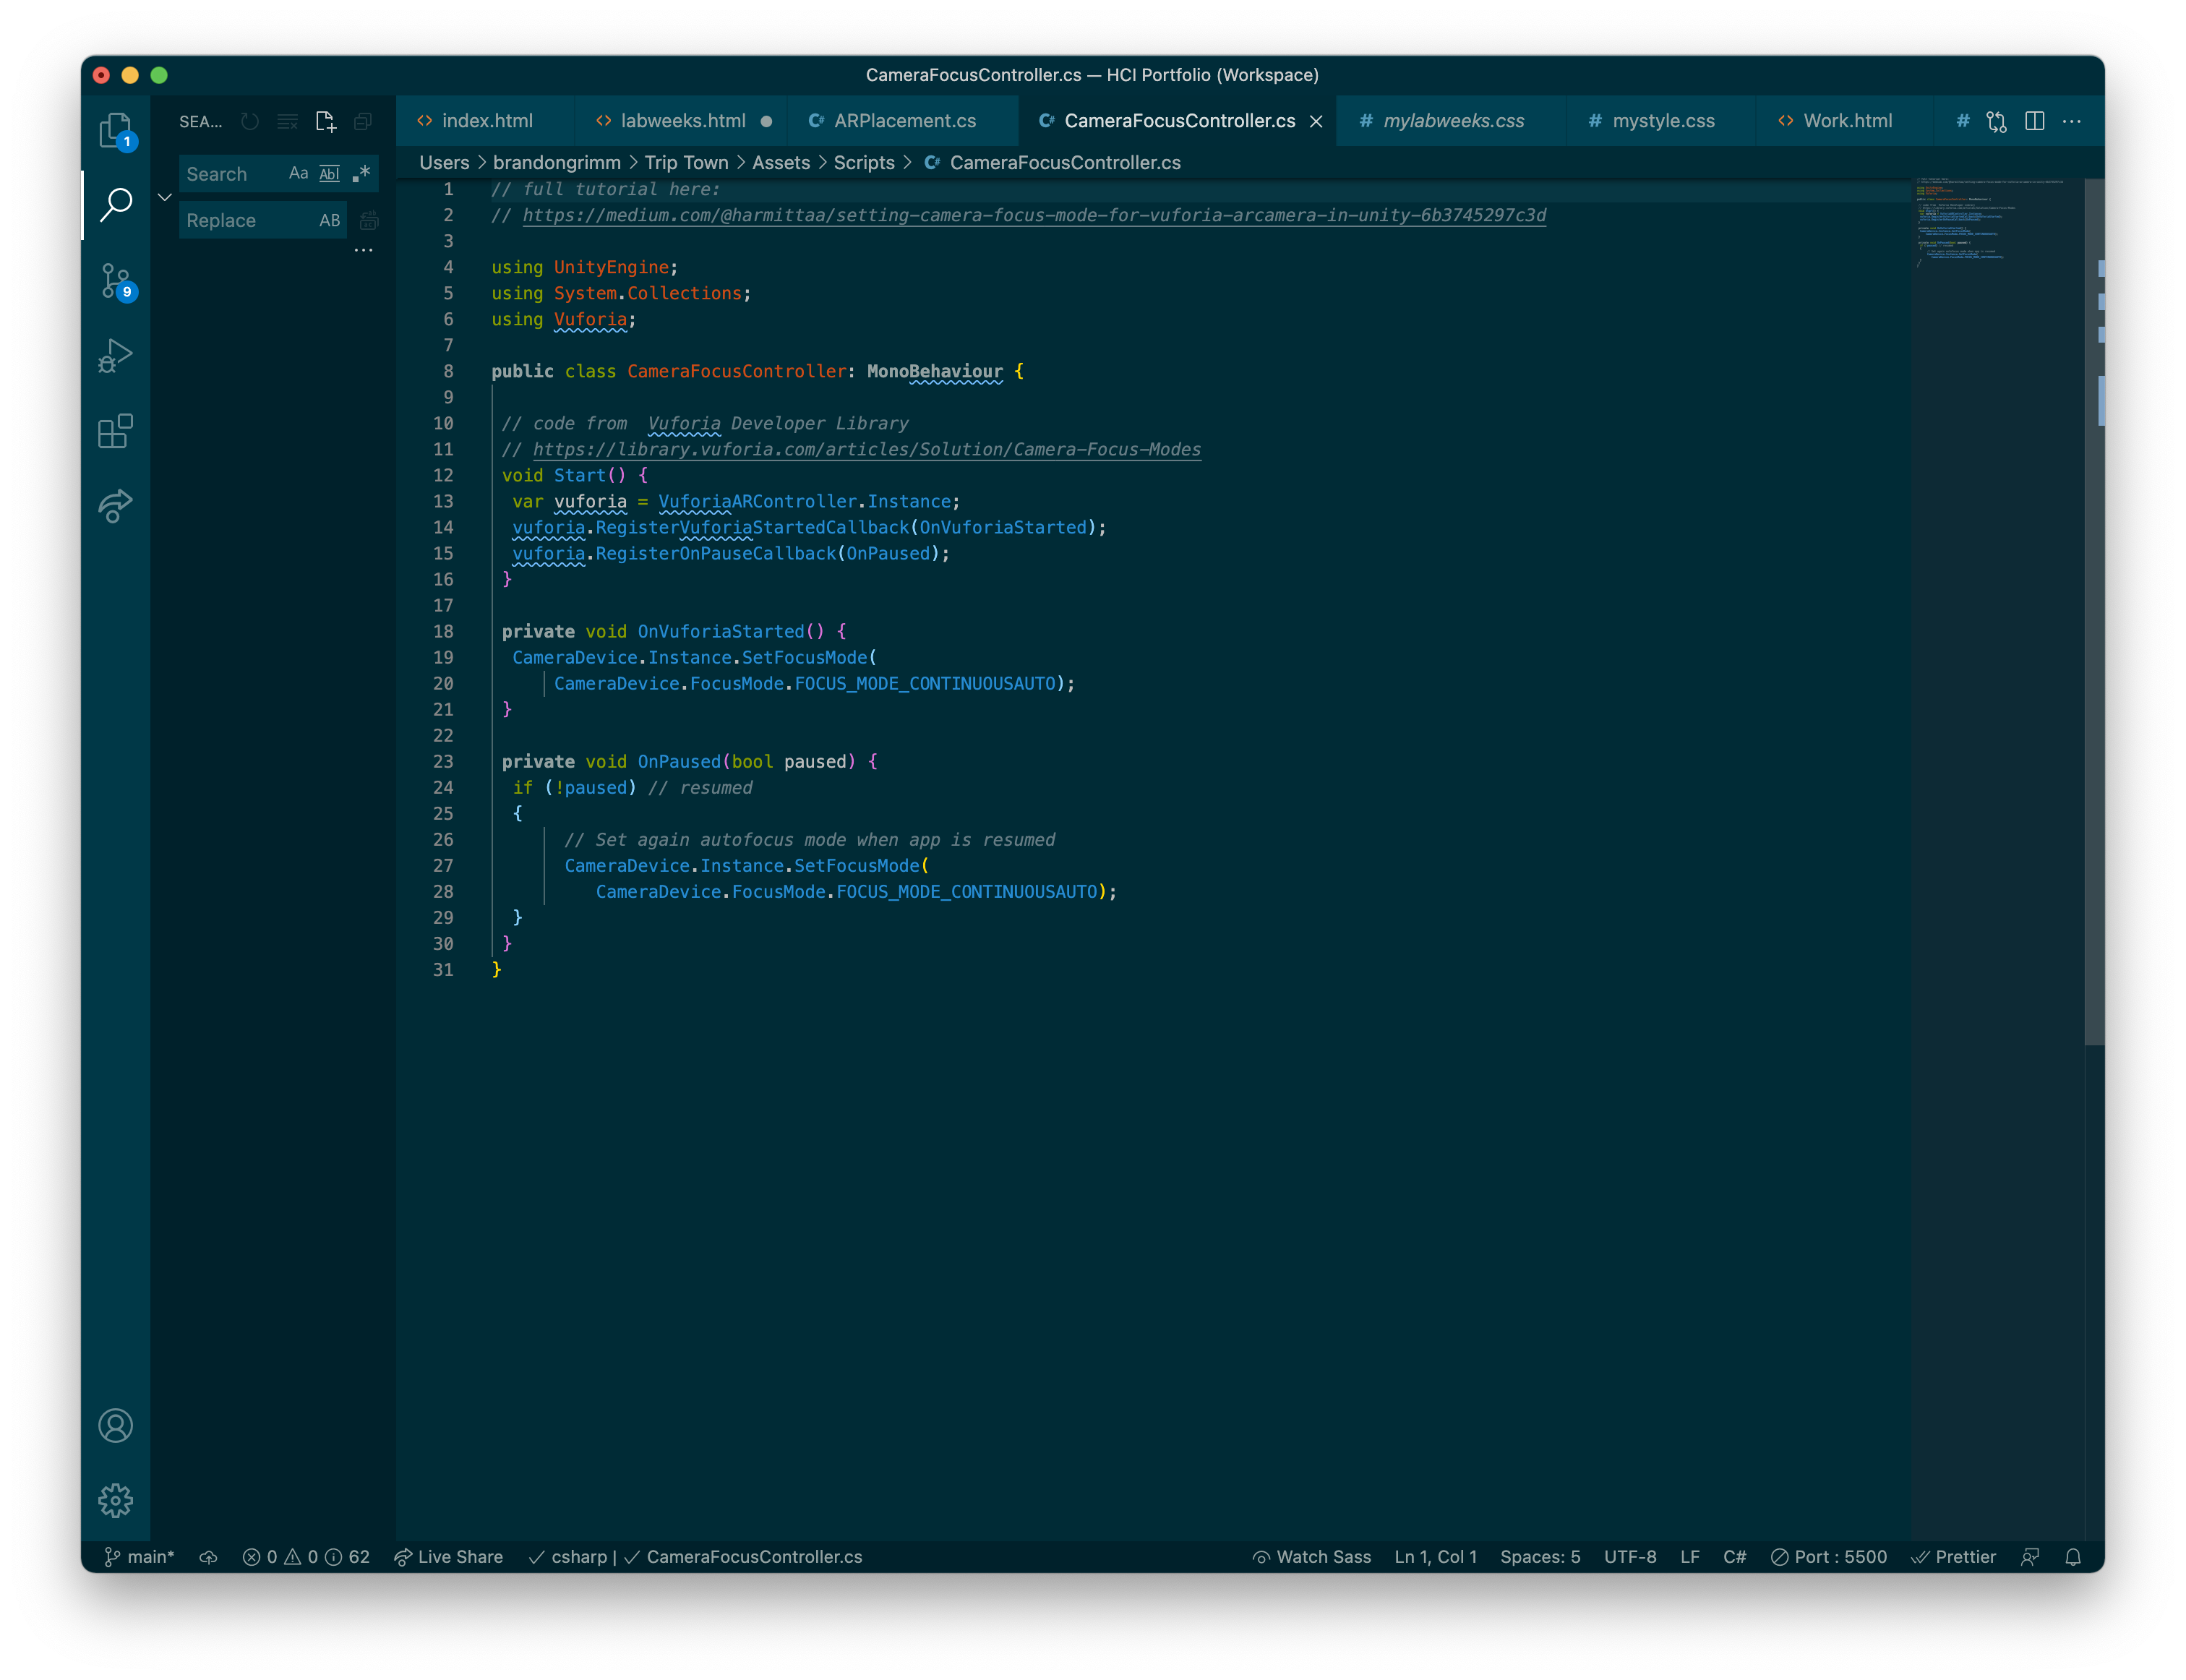 CameraFocusController.cs — HCI Portfolio (Workspace)
SEA...
index.html
labweeks.html
ARPlacement.cs
CameraFocusController.cs
mylabweeks.css
mystyle.css
Work.html
Users > brandongrimm > Trip Town > Assets > Scripts > CameraFocusController.cs
1
9
Search Aa Abl .*
Replace AB
1 // full tutorial here:
2 // https://medium.com/@harmittaa/setting-camera-focus-mode-for-vuforia-arcamera-in-unity-6b3745297c3d
3
4 using UnityEngine;
5 using System.Collections;
6 using Vuforia;
7
8 public class CameraFocusController: MonoBehaviour {
9
10 // code from  Vuforia Developer Library
11 // https://library.vuforia.com/articles/Solution/Camera-Focus-Modes
12 void Start() {
13 var vuforia = VuforiaARController.Instance;
14 vuforia.RegisterVuforiaStartedCallback(OnVuforiaStarted);
15 vuforia.RegisterOnPauseCallback(OnPaused);
16 }
17
18 private void OnVuforiaStarted() {
19 CameraDevice.Instance.SetFocusMode(
20 CameraDevice.FocusMode.FOCUS_MODE_CONTINUOUSAUTO);
21 }
22
23 private void OnPaused(bool paused) {
24 if (!paused) // resumed
25 {
26 // Set again autofocus mode when app is resumed
27 CameraDevice.Instance.SetFocusMode(
28 CameraDevice.FocusMode.FOCUS_MODE_CONTINUOUSAUTO);
29 }
30 }
31 }
main* 0 0 62 Live Share ✓ csharp | ✓ CameraFocusController.cs Watch Sass Ln 1, Col 1 Spaces: 5 UTF-8 LF C# Port : 5500 Prettier